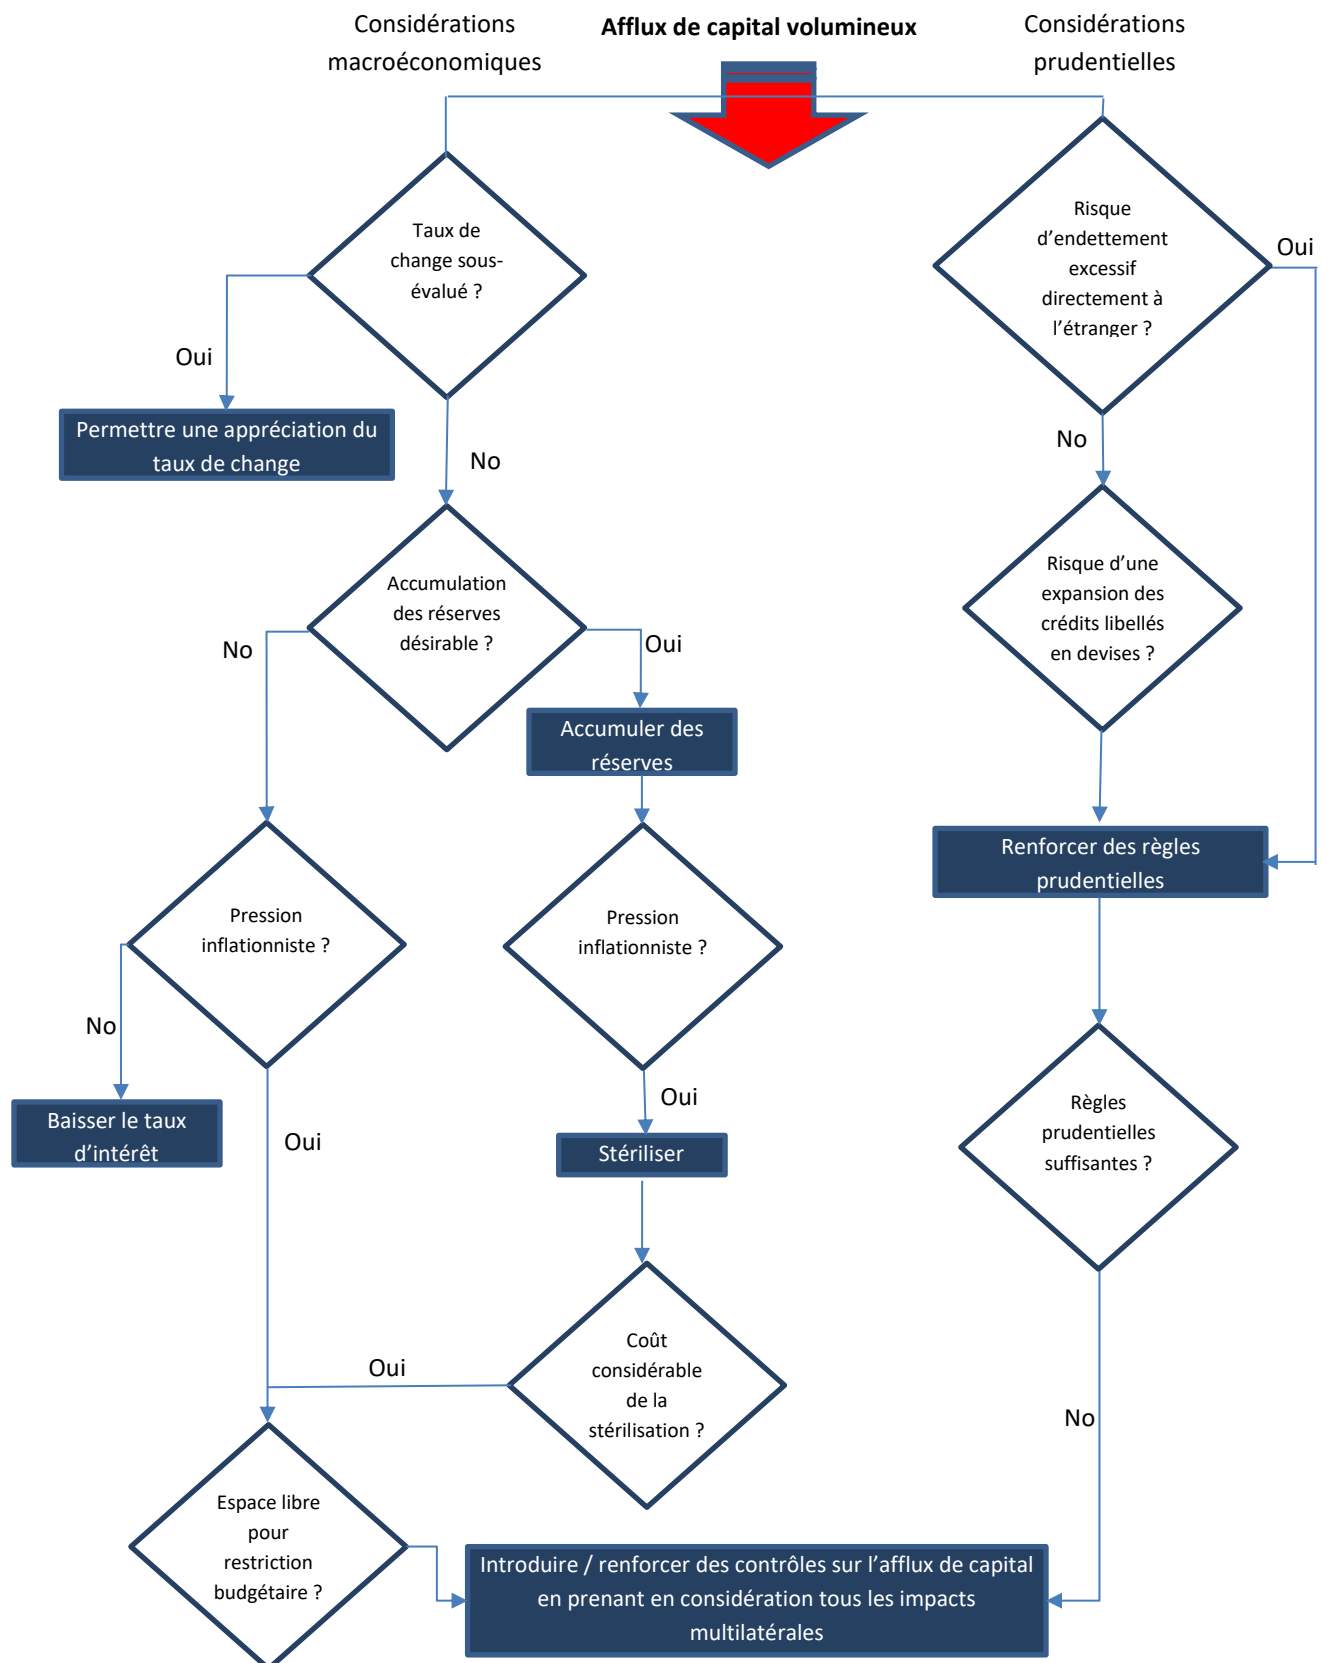 Considérations
macroéconomiques
Afflux de capital volumineux
Considérations
prudentielles
Taux de
change sous-
évalué ?
Risque
d'endettement
excessif
directement à
l'étranger ?
Oui
Oui
Permettre une appréciation du
taux de change
No
No
Accumulation
des réserves
désirable ?
Risque d'une
expansion des
crédits libellés
en devises ?
No
Oui
Accumuler des
réserves
Renforcer des règles
prudentielles
Pression
inflationniste ?
Pression
inflationniste ?
No
Oui
Baisser le taux
d'intérêt
Oui
Stériliser
Règles
prudentielles
suffisantes ?
Coût
considérable
de la
stérilisation ?
Oui
No
Espace libre
pour
restriction
budgétaire ?
Introduire / renforcer des contrôles sur l'afflux de capital
en prenant en considération tous les impacts
multilatérales